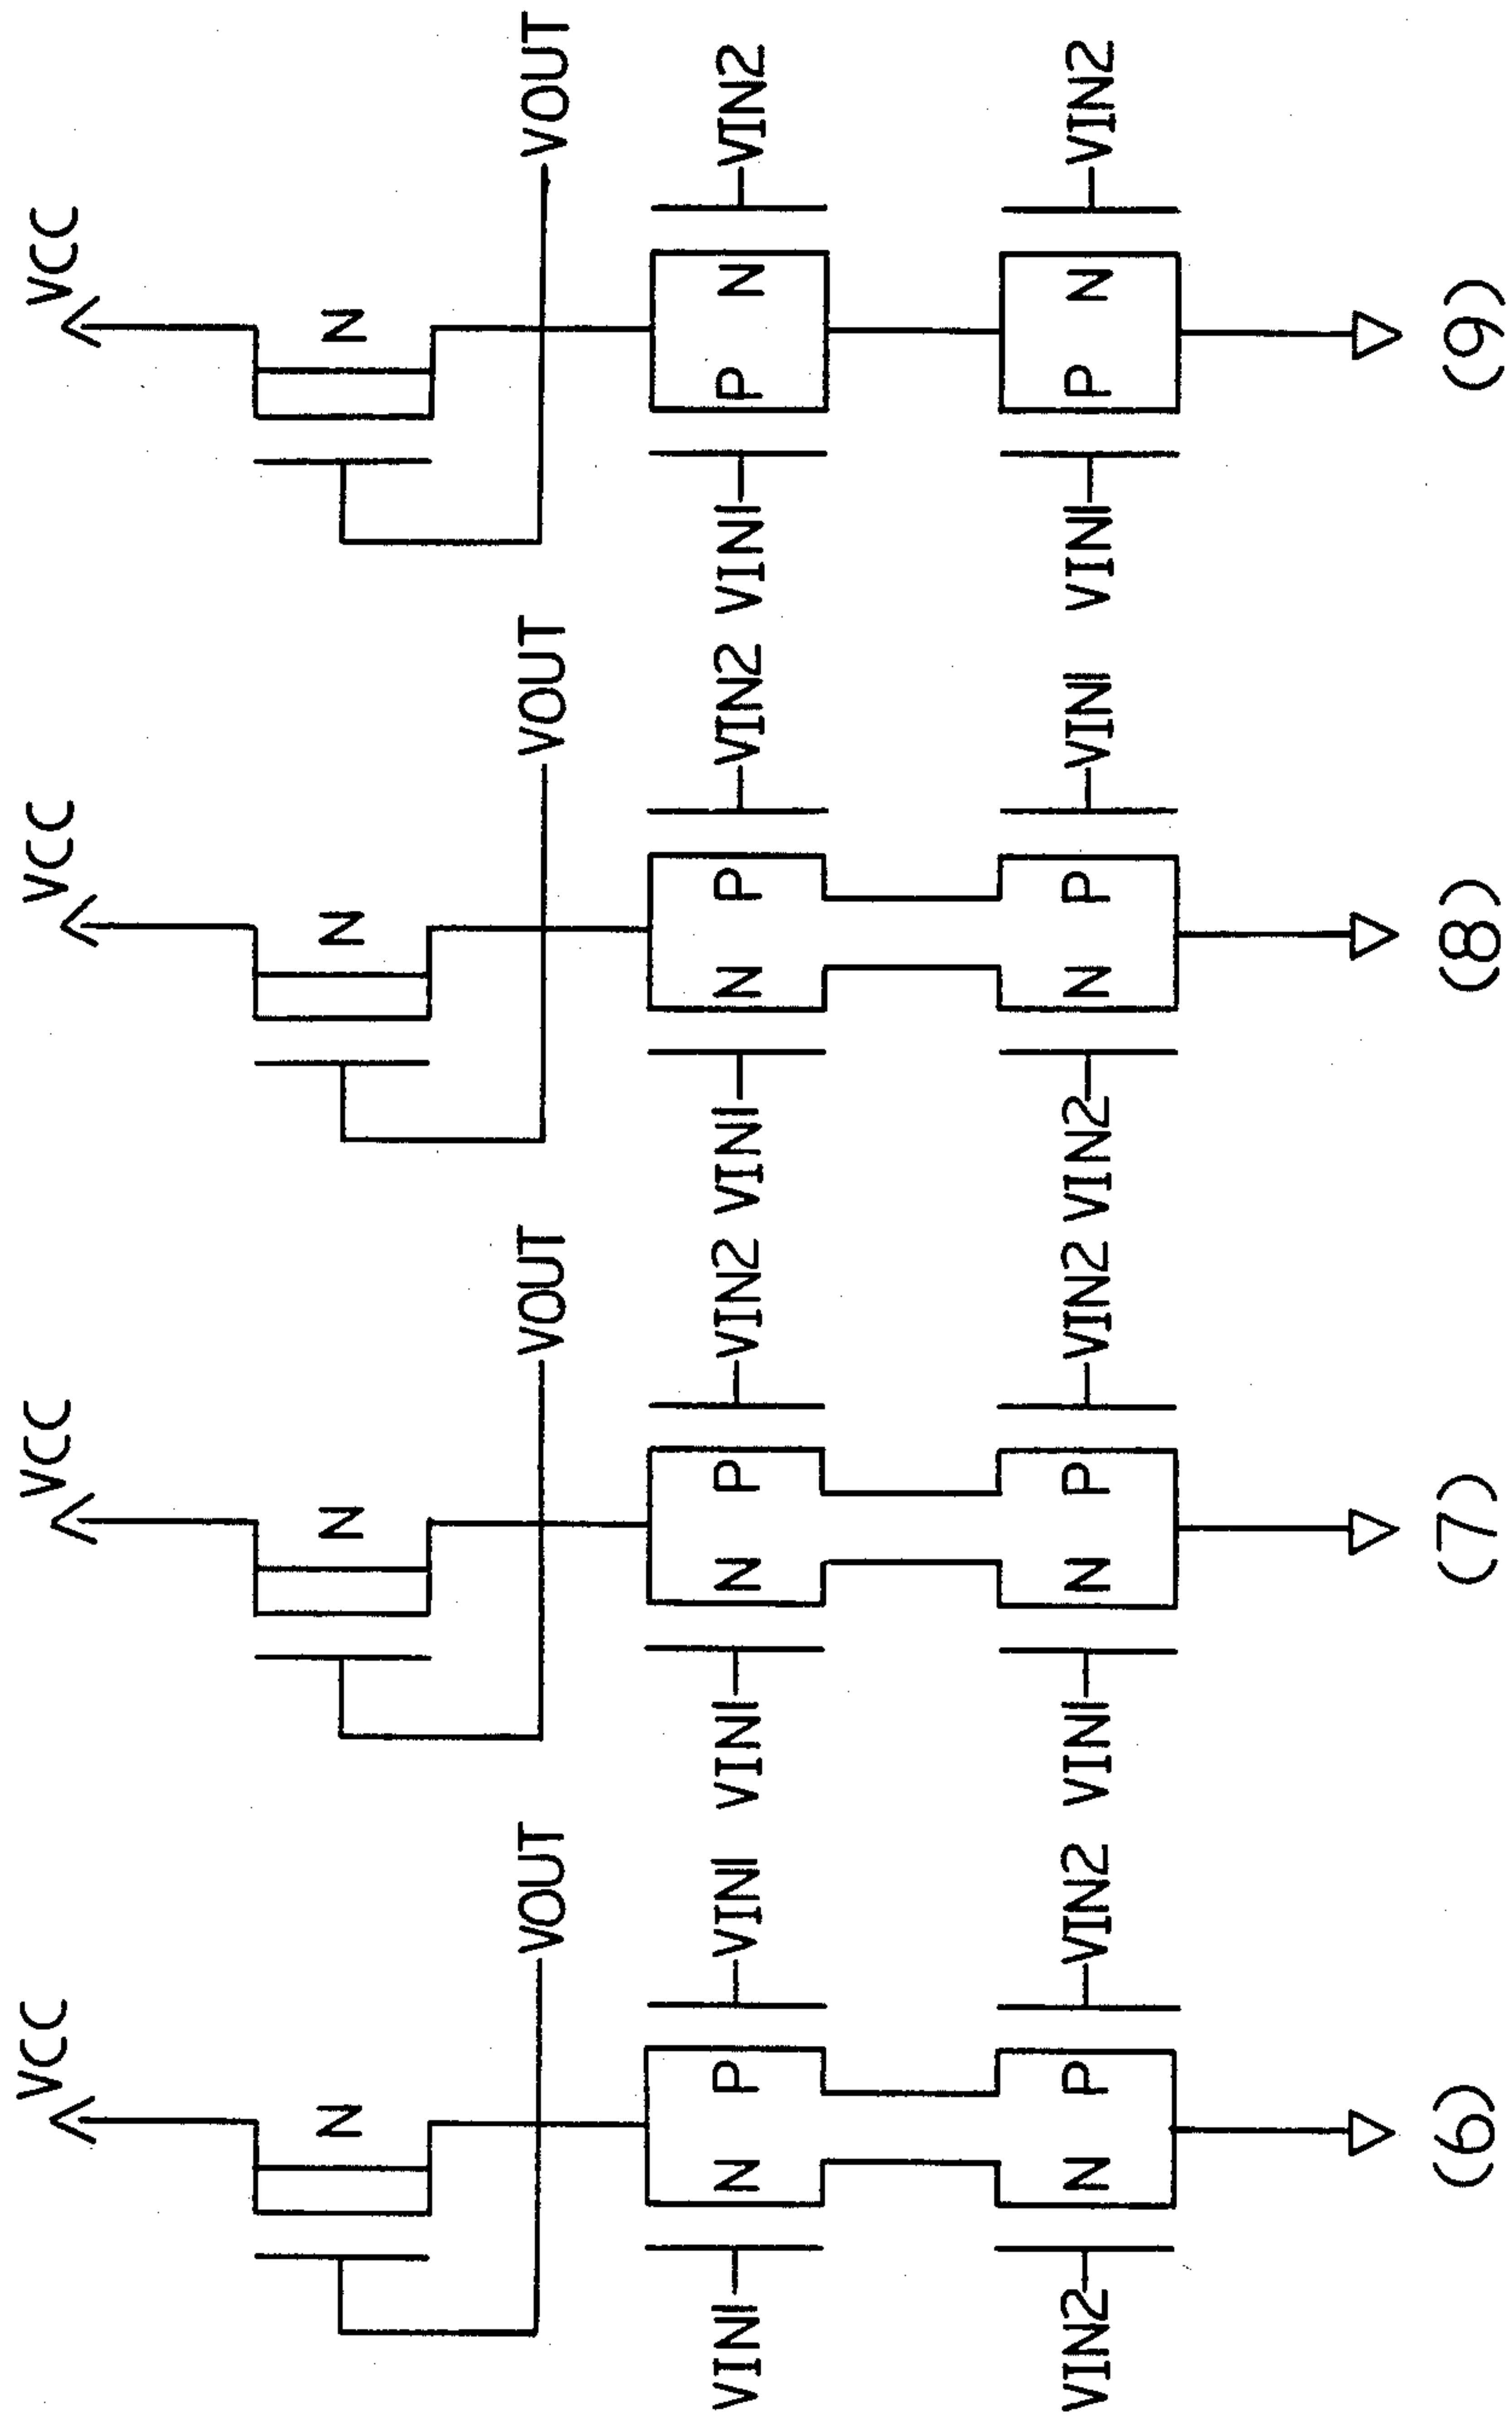 VCC VCC VCC VCC
N N N N
VOUT VOUT VOUT VOUT
VIN1 N P VIN1 VIN1 N P VIN2 VIN1 N P VIN2 VIN1 P N VIN2
VIN2 N P VIN2 VIN1 N P VIN2 VIN2 N P VIN1 VIN1 P N VIN2
(6) (7) (8) (9)